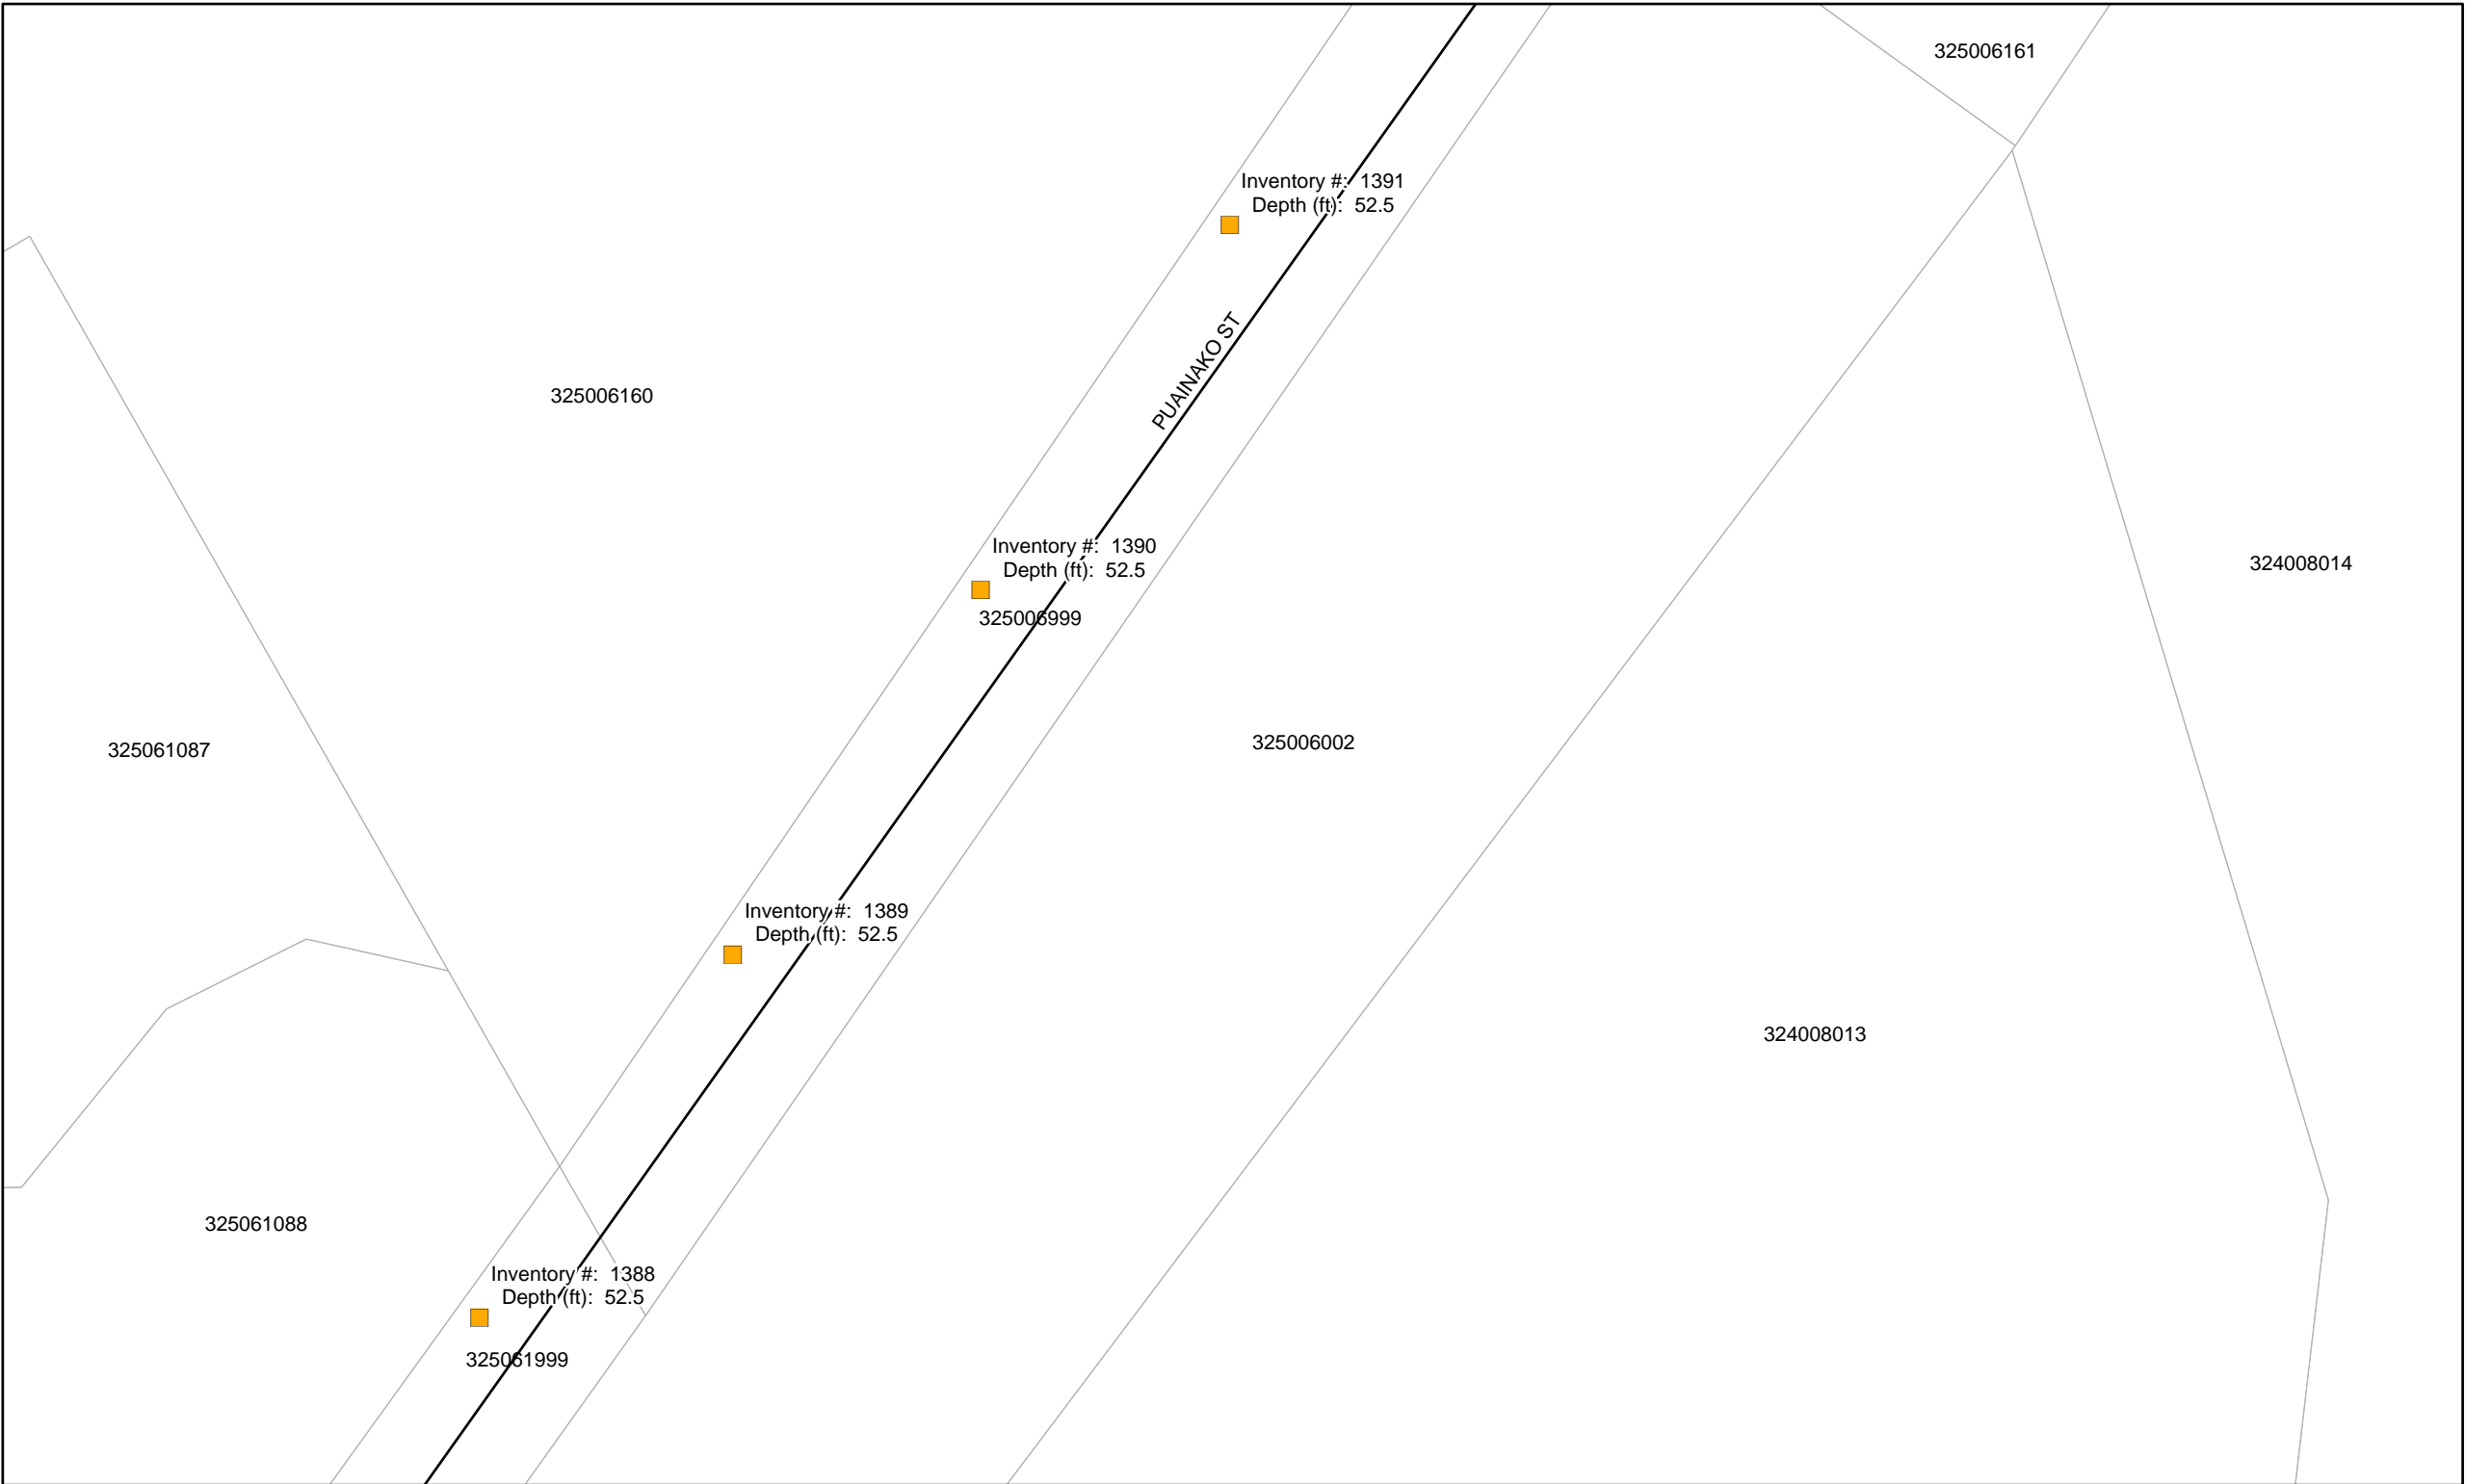 325006161
Inventory #:  1391
Depth (ft):  52.5
PUAINAKO ST
325006160
Inventory #:  1390
Depth (ft):  52.5
324008014
325006999
325006002
325061087
Inventory #:  1389
Depth (ft):  52.5
324008013
325061088
Inventory #:  1388
Depth (ft):  52.5
325061999